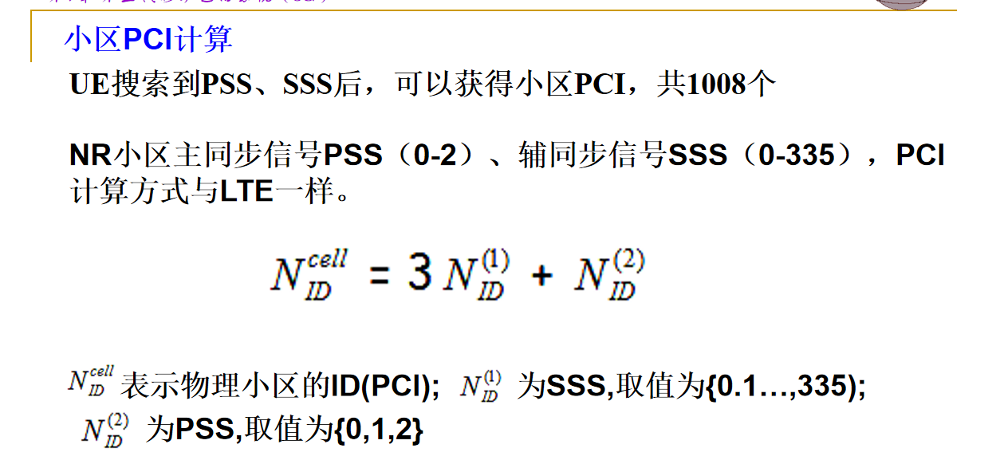 小区PCI计算
UE搜索到PSS、SSS后，可以获得小区PCI，共1008个
NR小区主同步信号PSS（0-2）、辅同步信号SSS（0-335），PCI
计算方式与LTE一样。
N_{ID}^{cell} = 3 N_{ID}^{(1)} + N_{ID}^{(2)}
N_{ID}^{cell} 表示物理小区的ID(PCI); N_{ID}^{(1)} 为SSS,取值为{0.1…,335);
N_{ID}^{(2)} 为PSS,取值为{0,1,2}